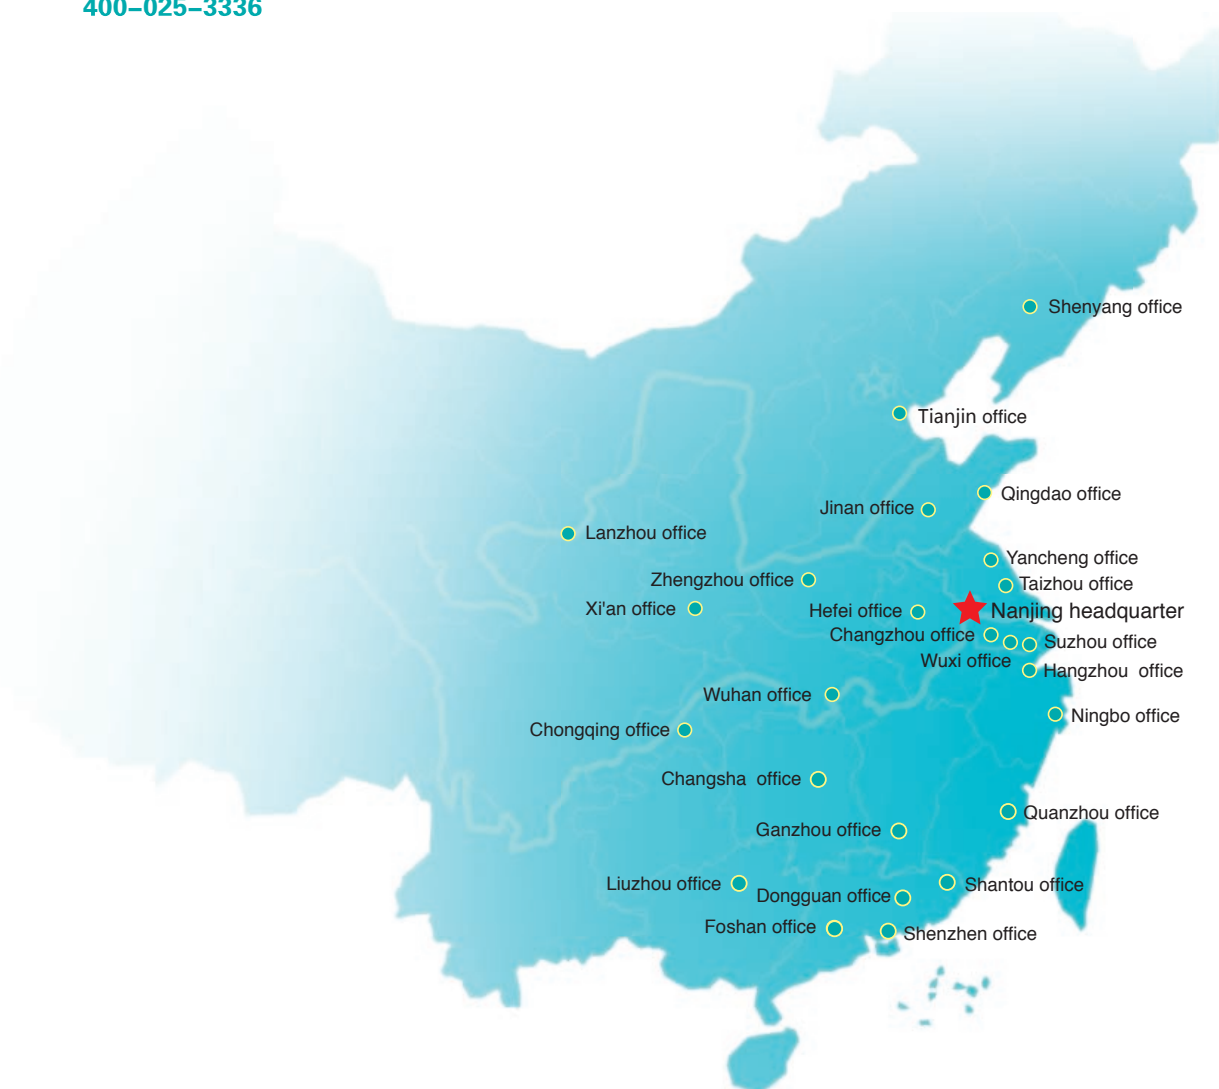 400–025–3336
Shenyang office
Tianjin office
Qingdao office
Jinan office
Lanzhou office
Yancheng office
Zhengzhou office
Taizhou office
Xi'an office
Hefei office
Nanjing headquarter
Changzhou office
Suzhou office
Wuxi office
Hangzhou  office
Wuhan office
Ningbo office
Chongqing office
Changsha  office
Quanzhou office
Ganzhou office
Liuzhou office
Shantou office
Dongguan office
Foshan office
Shenzhen office